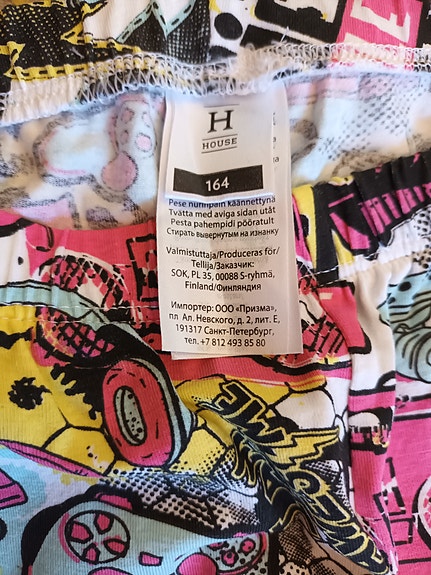 H
HOUSE
164
Pese nurinpäin käännettynä
Tvätta med aviga sidan utåt
Pesta pahempidi pööratult
Стирать вывернутым на изнанку
Valmistuttaja/Produceras för/
Tellija/Заказчик:
SOK, PL 35, 00088 S-ryhmä,
Finland/Финляндия
Импортер: ООО «Призма»,
пл Ал. Невского, д. 2, лит. Е,
191317 Санкт-Петербург,
тел. +7 812 493 85 80